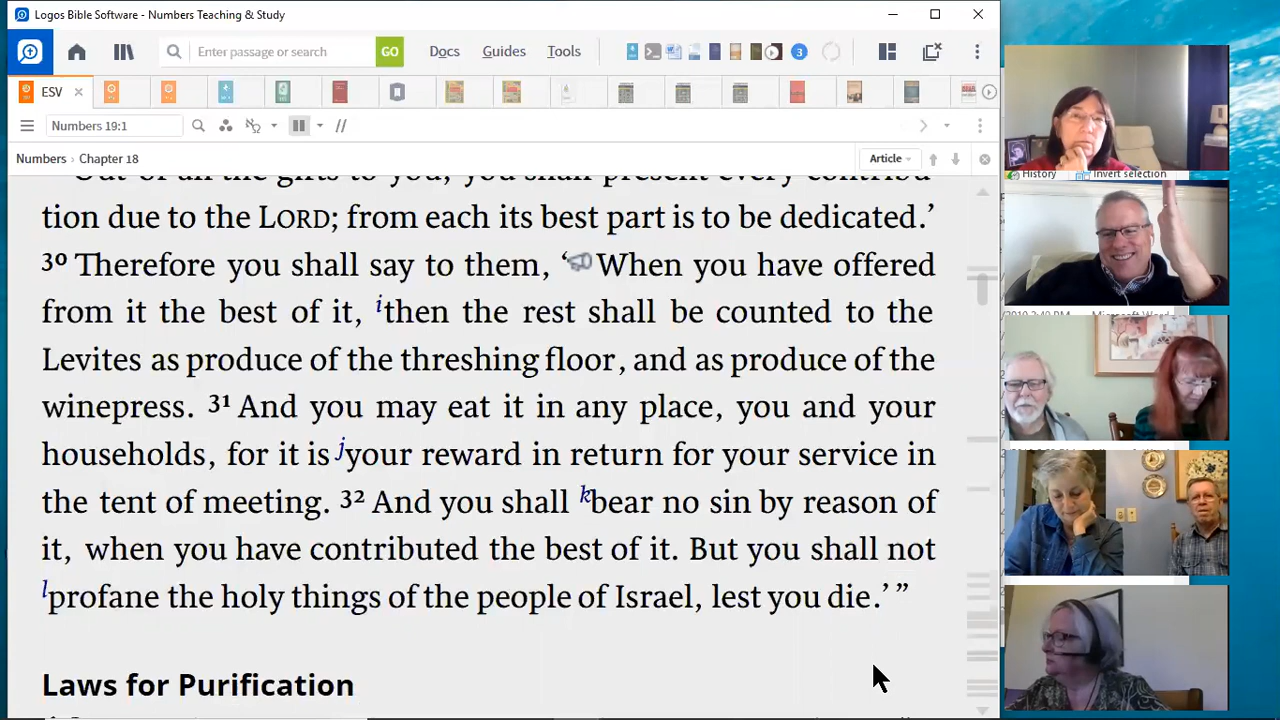 Logos Bible Software - Numbers Teaching & Study
Enter passage or search
GO
Docs
Guides
Tools
3
ESV
Numbers 19:1
Numbers › Chapter 18
Article
tion due to the LORD; from each its best part is to be dedicated.’
30 Therefore you shall say to them, ‘When you have offered
from it the best of it, i then the rest shall be counted to the
Levites as produce of the threshing floor, and as produce of the
winepress. 31 And you may eat it in any place, you and your
households, for it is j your reward in return for your service in
the tent of meeting. 32 And you shall k bear no sin by reason of
it, when you have contributed the best of it. But you shall not
l profane the holy things of the people of Israel, lest you die.’ ”
Laws for Purification
History
Invert selection
Microsoft Word